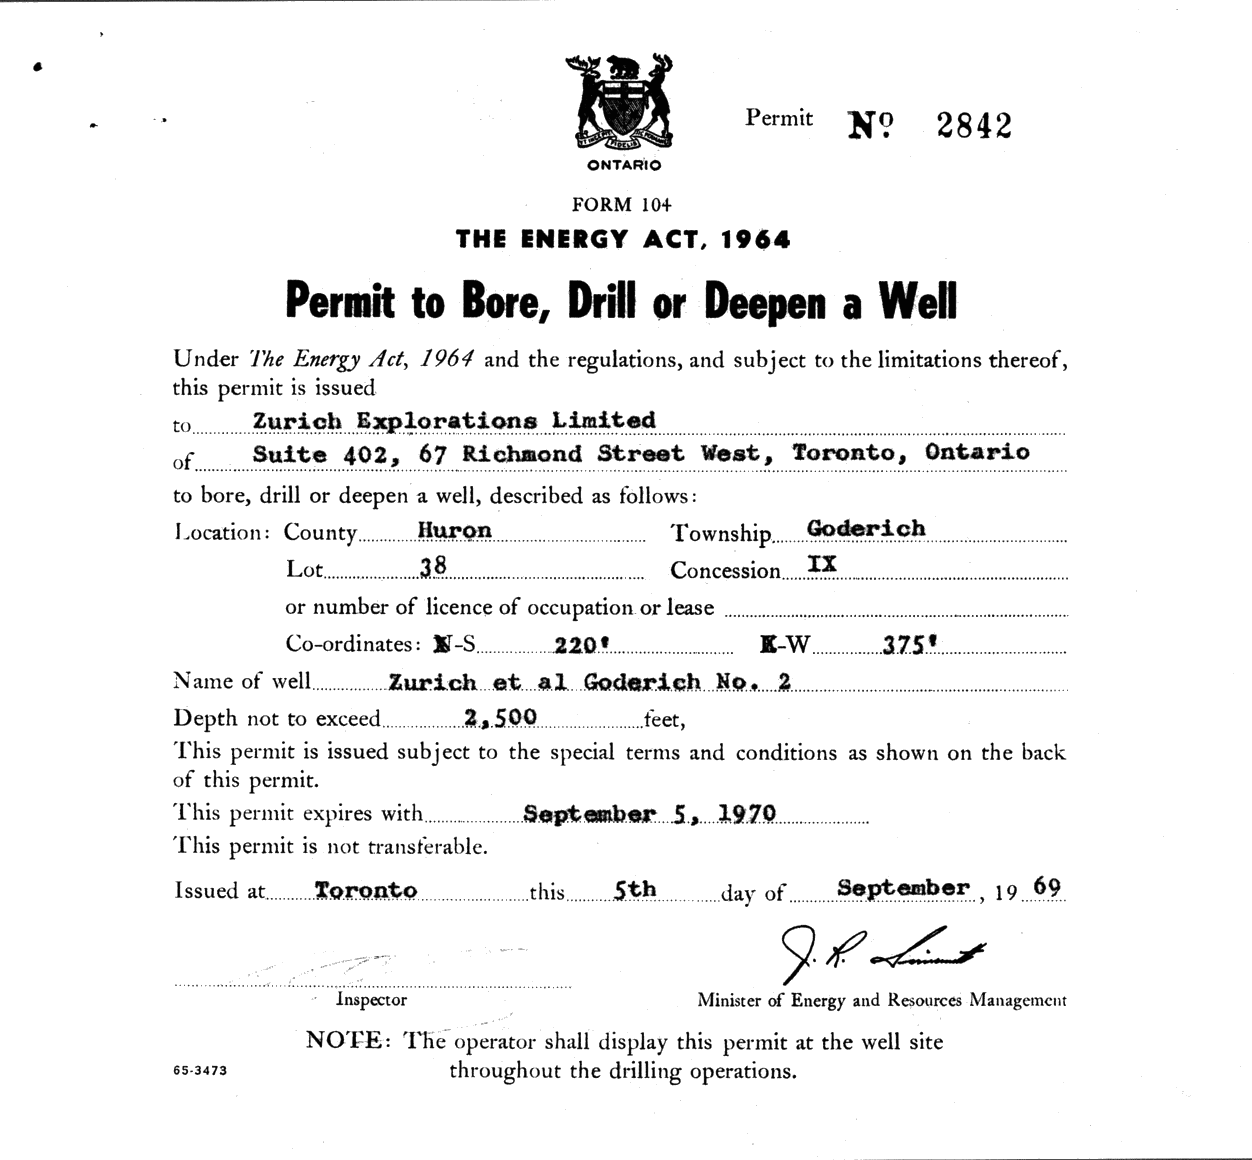 Permit Nº 2842
ONTARIO
FORM 104
THE ENERGY ACT, 1964
Permit to Bore, Drill or Deepen a Well
Under The Energy Act, 1964 and the regulations, and subject to the limitations thereof,
this permit is issued
to Zurich Explorations Limited
of Suite 402, 67 Richmond Street West, Toronto, Ontario
to bore, drill or deepen a well, described as follows:
Location: County Huron Township Goderich
Lot 38 Concession IX
or number of licence of occupation or lease
Co-ordinates: N-S 220' E-W 375'
Name of well Zurich et al Goderich No. 2
Depth not to exceed 2,500 feet,
This permit is issued subject to the special terms and conditions as shown on the back
of this permit.
This permit expires with September 5, 1970
This permit is not transferable.
Issued at Toronto this 5th day of September, 19 69
J. R. Simonett
Inspector Minister of Energy and Resources Management
NOTE: The operator shall display this permit at the well site
65-3473 throughout the drilling operations.